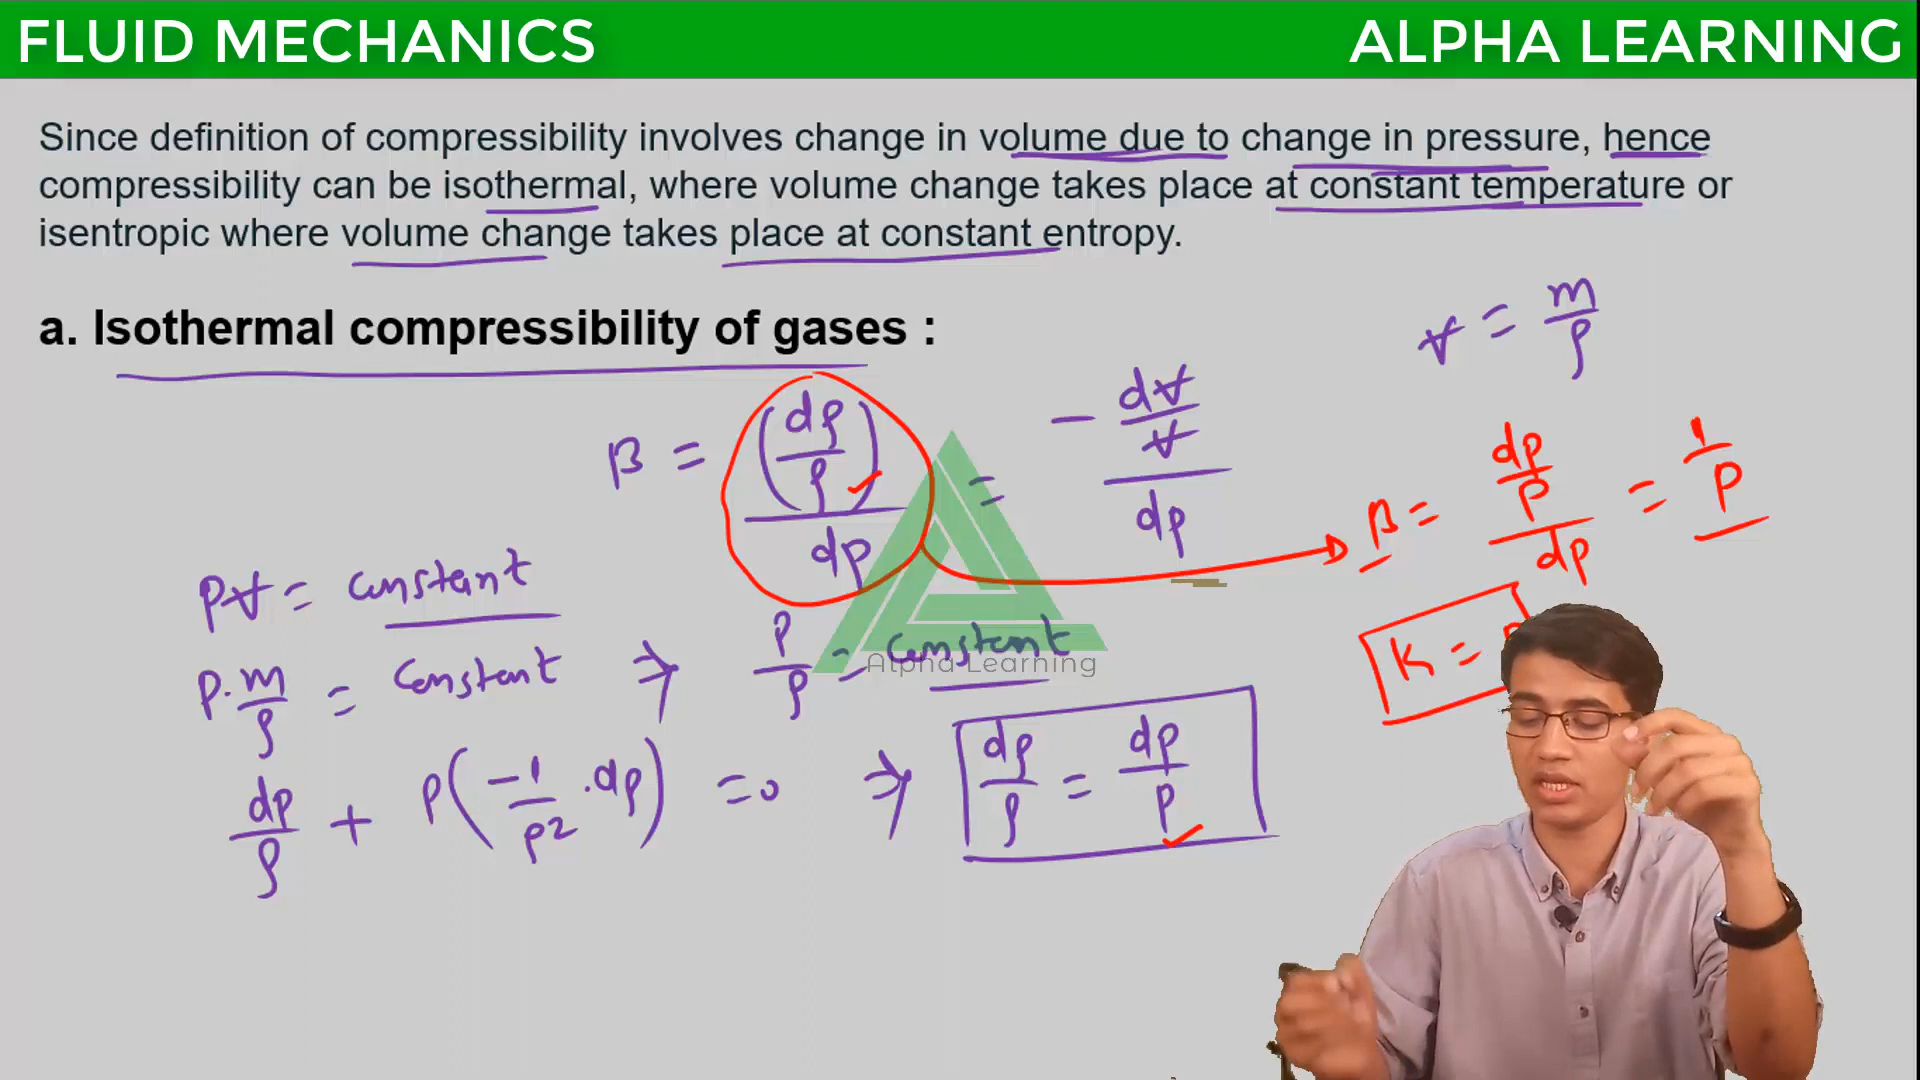 FLUID MECHANICS
ALPHA LEARNING
Since definition of compressibility involves change in volume due to change in pressure, hence
compressibility can be isothermal, where volume change takes place at constant temperature or
isentropic where volume change takes place at constant entropy.
a. Isothermal compressibility of gases :
V = m/ρ
β = (dρ/ρ)/dp = - (dV/V)/dp
β = (dp/p)/dp = 1/p
pV = constant
p.m/ρ = constant ⇒ p/ρ = constant
Alpha Learning
K =
dp/ρ + p(-1/ρ2 . dρ) = 0 ⇒ dρ/ρ = dp/p